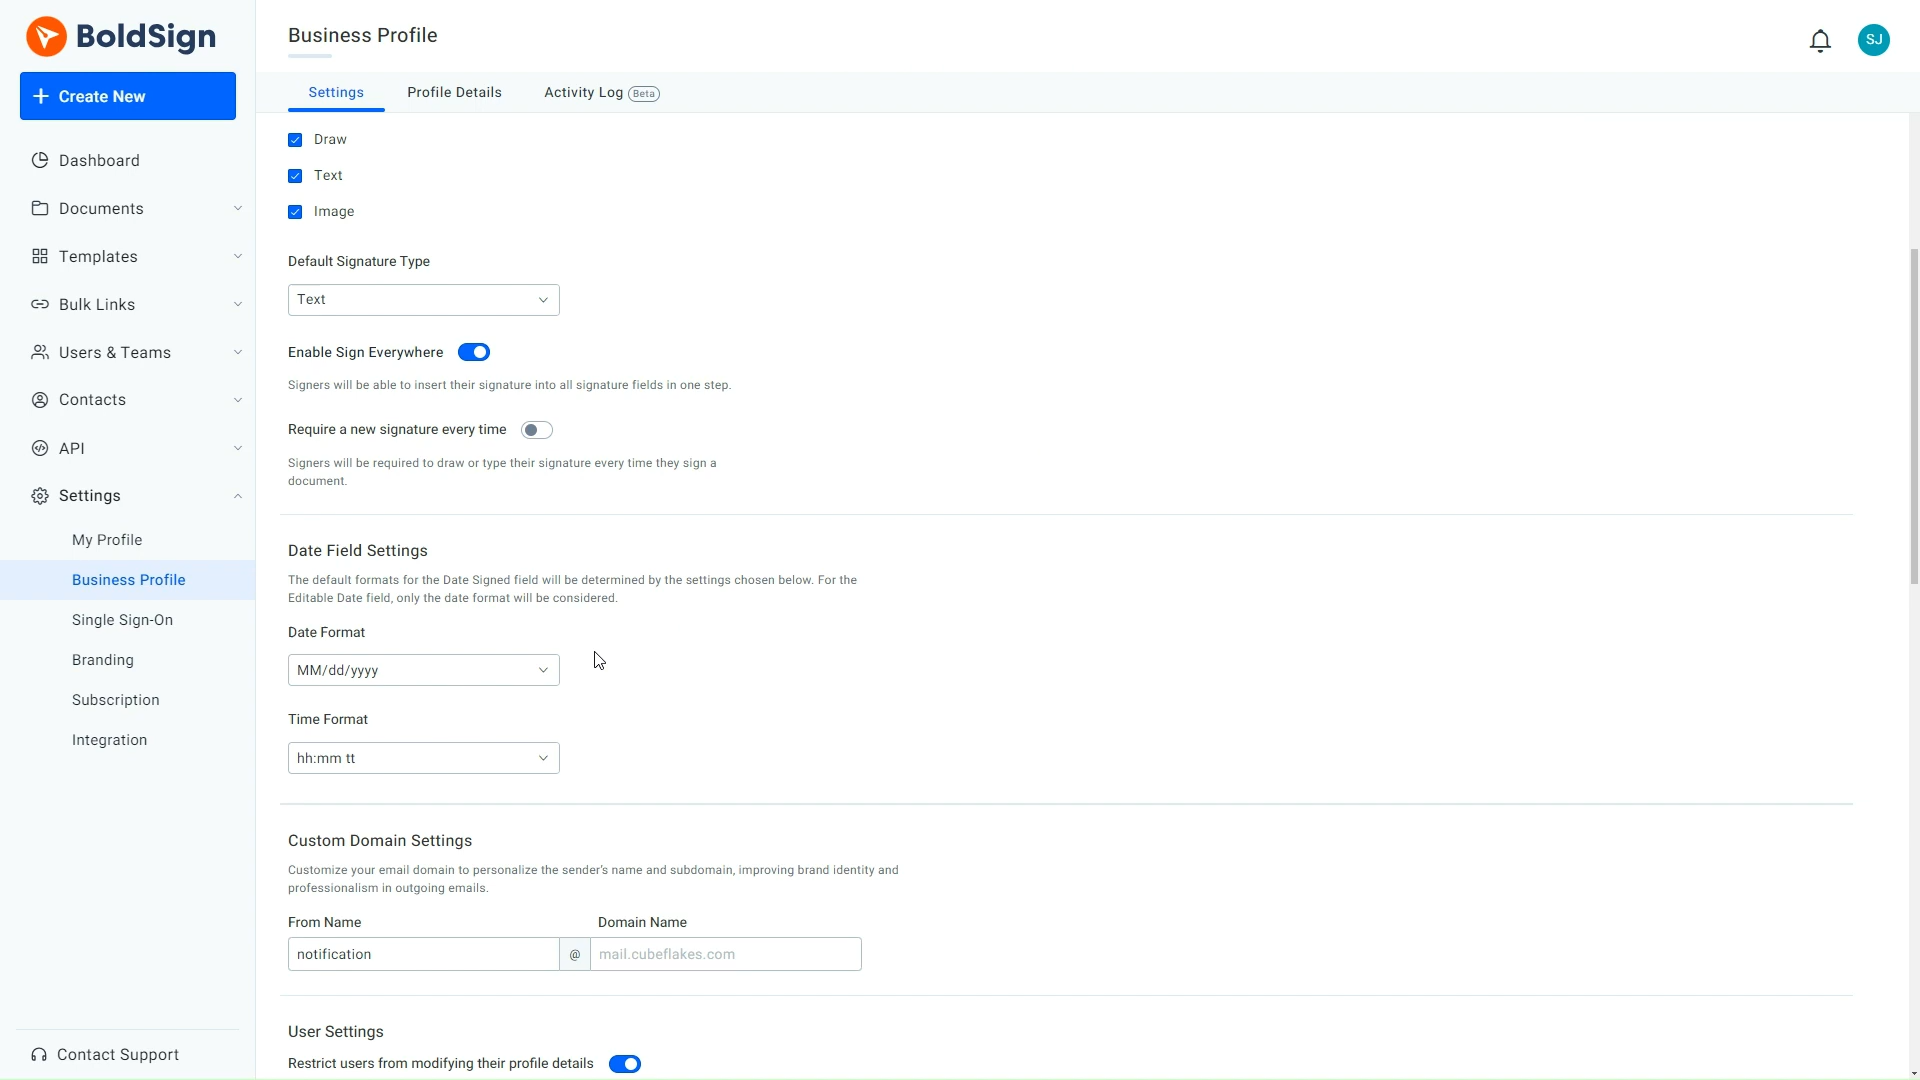 BoldSign
Create New
Dashboard
Documents
Templates
Bulk Links
Users & Teams
Contacts
API
Settings
My Profile
Business Profile
Single Sign-On
Branding
Subscription
Integration
Contact Support
Business Profile
SJ
Settings
Profile Details
Activity Log Beta
Draw
Text
Image
Default Signature Type
Text
Enable Sign Everywhere
Signers will be able to insert their signature into all signature fields in one step.
Require a new signature every time
Signers will be required to draw or type their signature every time they sign a
document.
Date Field Settings
The default formats for the Date Signed field will be determined by the settings chosen below. For the
Editable Date field, only the date format will be considered.
Date Format
MM/dd/yyyy
Time Format
hh:mm tt
Custom Domain Settings
Customize your email domain to personalize the sender's name and subdomain, improving brand identity and
professionalism in outgoing emails.
From Name Domain Name
notification @ mail.cubeflakes.com
User Settings
Restrict users from modifying their profile details